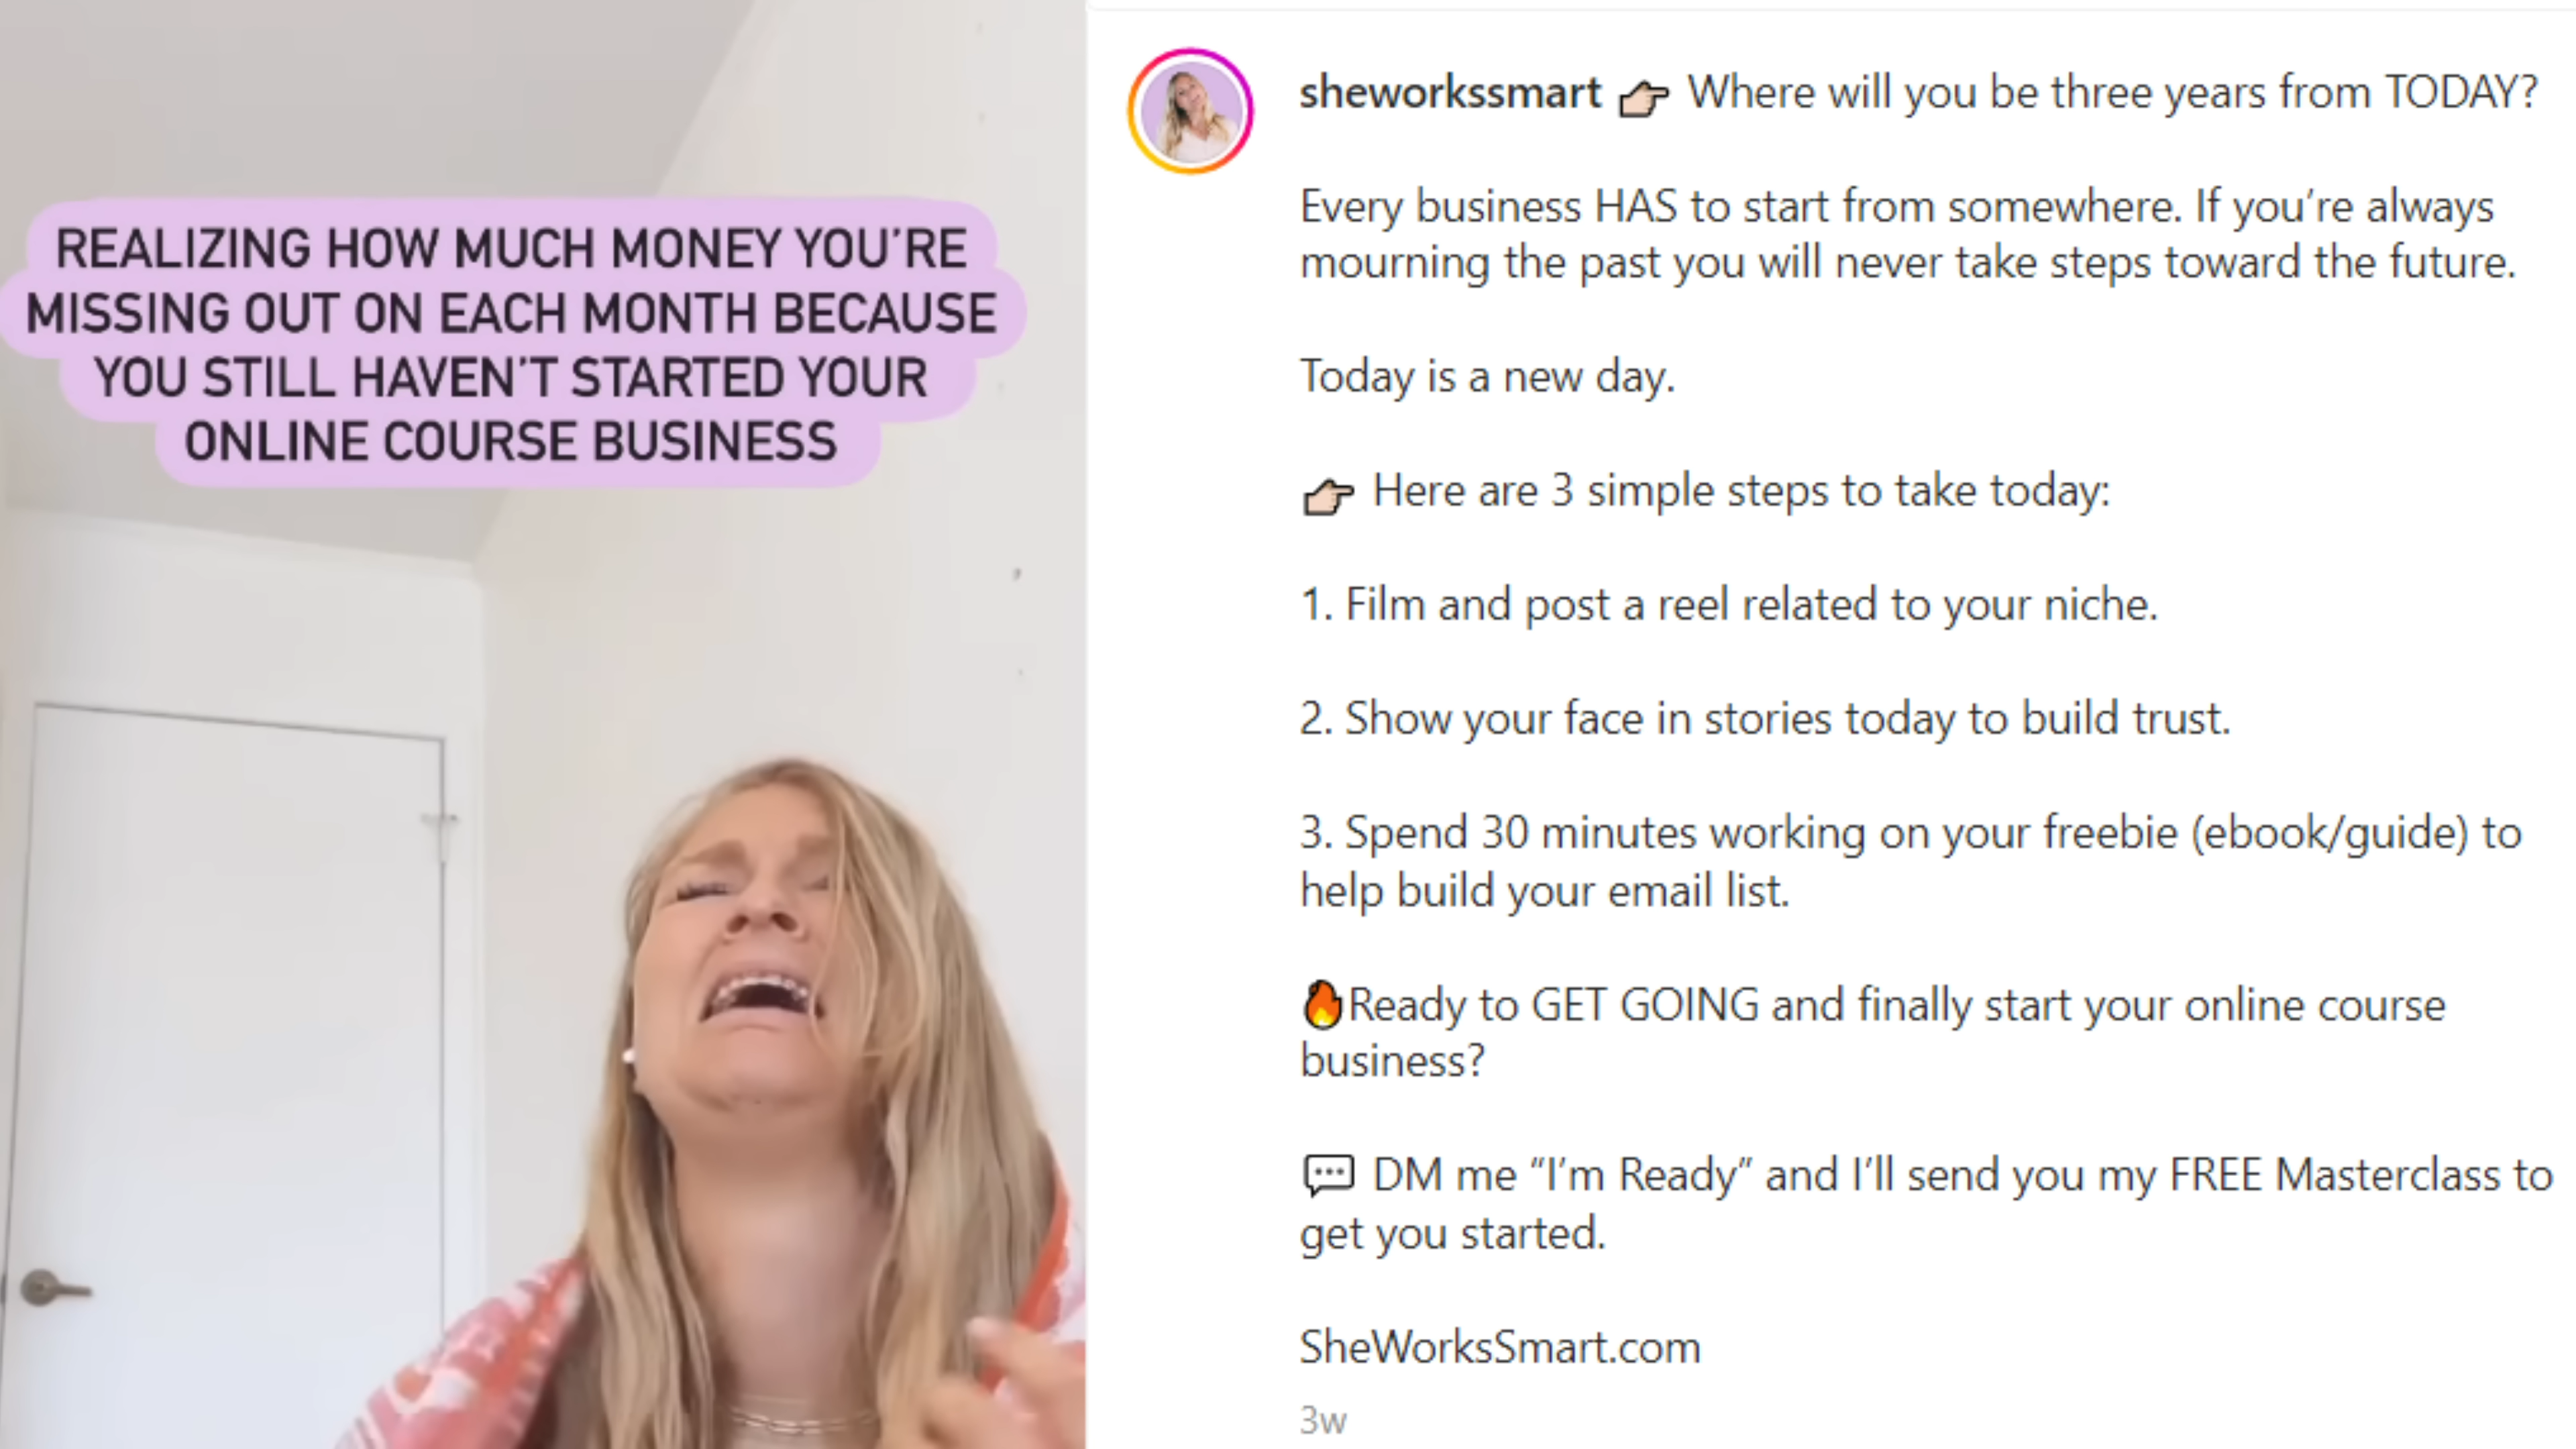 REALIZING HOW MUCH MONEY YOU'RE
MISSING OUT ON EACH MONTH BECAUSE
YOU STILL HAVEN'T STARTED YOUR
ONLINE COURSE BUSINESS
sheworkssmart 👉🏻 Where will you be three years from TODAY?
Every business HAS to start from somewhere. If you're always
mourning the past you will never take steps toward the future.
Today is a new day.
👉🏻 Here are 3 simple steps to take today:
1. Film and post a reel related to your niche.
2. Show your face in stories today to build trust.
3. Spend 30 minutes working on your freebie (ebook/guide) to
help build your email list.
🔥Ready to GET GOING and finally start your online course
business?
💬 DM me “I'm Ready” and I'll send you my FREE Masterclass to
get you started.
SheWorksSmart.com
3w